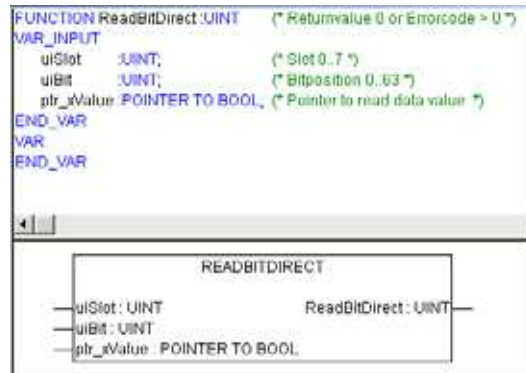 FUNCTION ReadBitDirect :UINT (* Returnvalue 0 or Errorcode > 0 *)
VAR_INPUT
uiSlot :UINT; (* Slot 0..7 *)
uiBit :UINT; (* Bitposition 0..63 *)
ptr_xValue :POINTER TO BOOL; (* Pointer to read data value *)
END_VAR
VAR
END_VAR
READBITDIRECT
uiSlot : UINT ReadBitDirect : UINT
uiBit : UINT
ptr_xValue : POINTER TO BOOL